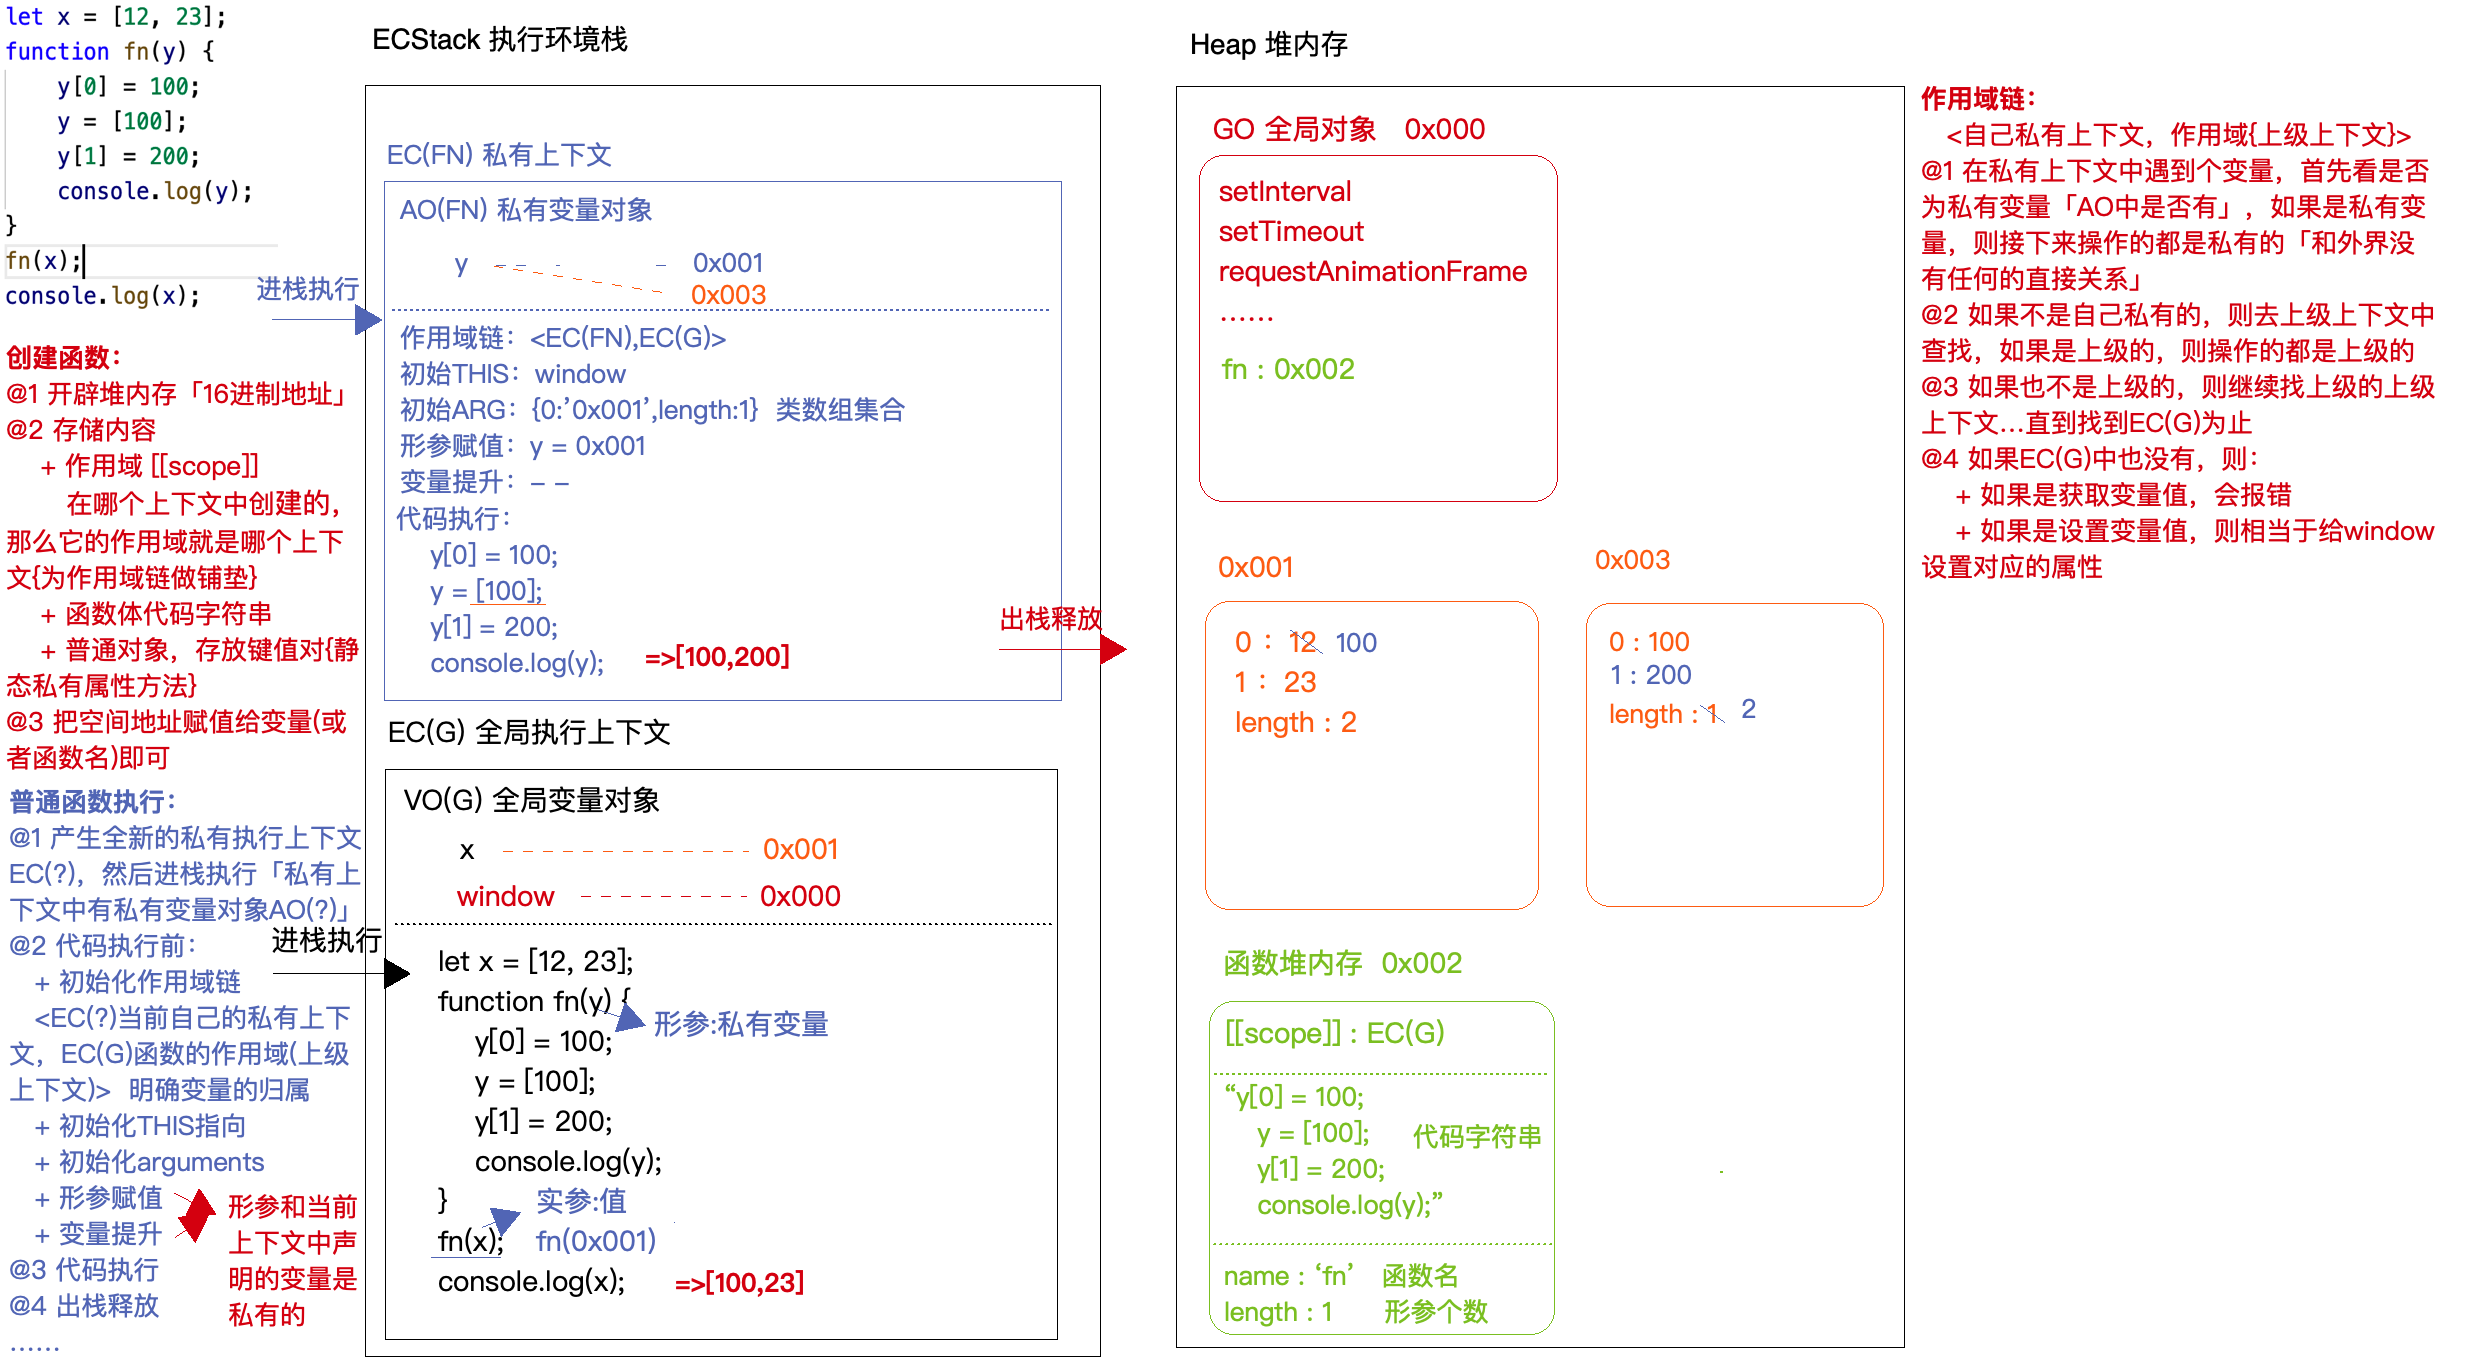 let x = [12, 23];
function fn(y) {
y[0] = 100;
y = [100];
y[1] = 200;
console.log(y);
}
fn(x);
console.log(x);
创建函数：
@1 开辟堆内存「16进制地址」
@2 存储内容
+ 作用域 [[scope]]
在哪个上下文中创建的，
那么它的作用域就是哪个上下
文{为作用域链做铺垫}
+ 函数体代码字符串
+ 普通对象，存放键值对{静
态私有属性方法}
@3 把空间地址赋值给变量(或
者函数名)即可
普通函数执行：
@1 产生全新的私有执行上下文
EC(?)，然后进栈执行「私有上
下文中有私有变量对象AO(?)」
@2 代码执行前：
+ 初始化作用域链
<EC(?)当前自己的私有上下
文，EC(G)函数的作用域(上级
上下文)> 明确变量的归属
+ 初始化THIS指向
+ 初始化arguments
+ 形参赋值
+ 变量提升
@3 代码执行
@4 出栈释放
……
形参和当前
上下文中声
明的变量是
私有的
ECStack 执行环境栈
进栈执行
EC(FN) 私有上下文
AO(FN) 私有变量对象
y 0x001
0x003
作用域链：<EC(FN),EC(G)>
初始THIS：window
初始ARG：{0:’0x001’,length:1} 类数组集合
形参赋值：y = 0x001
变量提升：– –
代码执行：
y[0] = 100;
y = [100];
y[1] = 200;
console.log(y); =>[100,200]
出栈释放
EC(G) 全局执行上下文
进栈执行
VO(G) 全局变量对象
x 0x001
window 0x000
let x = [12, 23];
function fn(y) {
形参:私有变量
y[0] = 100;
y = [100];
y[1] = 200;
console.log(y);
} 实参:值
fn(x); fn(0x001)
console.log(x); =>[100,23]
Heap 堆内存
GO 全局对象 0x000
setInterval
setTimeout
requestAnimationFrame
……
fn : 0x002
0x001
0 : 12 100
1 : 23
length : 2
0x003
0 : 100
1 : 200
length : 1 2
函数堆内存 0x002
[[scope]] : EC(G)
“y[0] = 100;
y = [100]; 代码字符串
y[1] = 200;
console.log(y);”
name : ‘fn’ 函数名
length : 1 形参个数
作用域链：
<自己私有上下文，作用域{上级上下文}>
@1 在私有上下文中遇到个变量，首先看是否
为私有变量「AO中是否有」，如果是私有变
量，则接下来操作的都是私有的「和外界没
有任何的直接关系」
@2 如果不是自己私有的，则去上级上下文中
查找，如果是上级的，则操作的都是上级的
@3 如果也不是上级的，则继续找上级的上级
上下文...直到找到EC(G)为止
@4 如果EC(G)中也没有，则：
+ 如果是获取变量值，会报错
+ 如果是设置变量值，则相当于给window
设置对应的属性